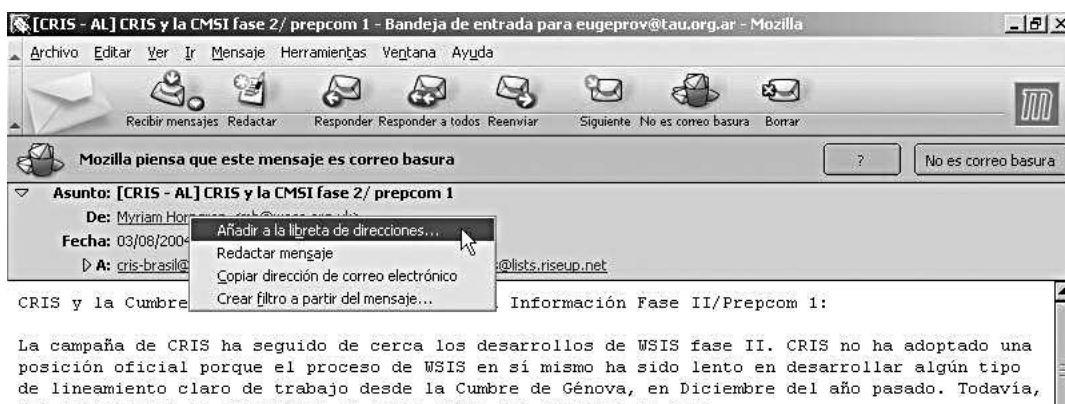 [CRIS - AL] CRIS y la CMSI fase 2/ prepcom 1 - Bandeja de entrada para eugeprov@tau.org.ar - Mozilla
Archivo Editar Ver Ir Mensaje Herramientas Ventana Ayuda
Recibir mensajes Redactar Responder Responder a todos Reenviar Siguiente No es correo basura Borrar
Mozilla piensa que este mensaje es correo basura ? No es correo basura
Asunto: [CRIS - AL] CRIS y la CMSI fase 2/ prepcom 1
De: Myriam
Fecha: 03/08/2004
A: cris-brasil@ @lists.riseup.net
Añadir a la libreta de direcciones...
Redactar mensaje
Copiar dirección de correo electrónico
Crear filtro a partir del mensaje...
CRIS y la Cumbre Información Fase II/Prepcom 1:
La campaña de CRIS ha seguido de cerca los desarrollos de WSIS fase II. CRIS no ha adoptado una
posición oficial porque el proceso de WSIS en sí mismo ha sido lento en desarrollar algún tipo
de lineamiento claro de trabajo desde la Cumbre de Génova, en Diciembre del año pasado. Todavía,